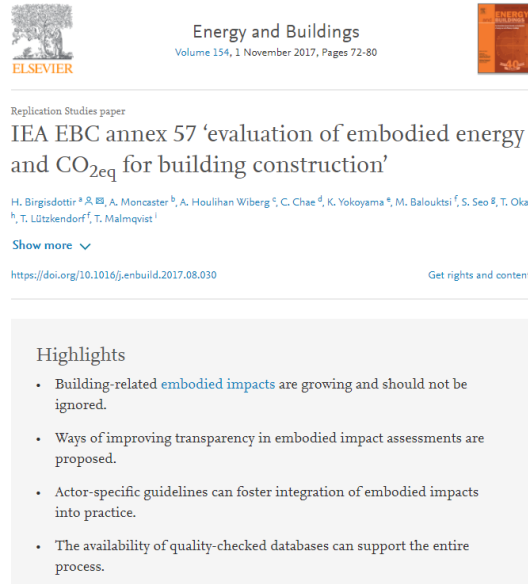 ELSEVIER
Energy and Buildings
Volume 154, 1 November 2017, Pages 72-80
ENERGY
BUILDINGS
Replication Studies paper
IEA EBC annex 57 ‘evaluation of embodied energy
and CO2eq for building construction’
H. Birgisdottir a, A. Moncaster b, A. Houlihan Wiberg c, C. Chae d, K. Yokoyama e, M. Balouktsi f, S. Seo g, T. Oka
h, T. Lützkendorf f, T. Malmqvist i
Show more
https://doi.org/10.1016/j.enbuild.2017.08.030
Get rights and content
Highlights
• Building-related embodied impacts are growing and should not be
ignored.
• Ways of improving transparency in embodied impact assessments are
proposed.
• Actor-specific guidelines can foster integration of embodied impacts
into practice.
• The availability of quality-checked databases can support the entire
process.